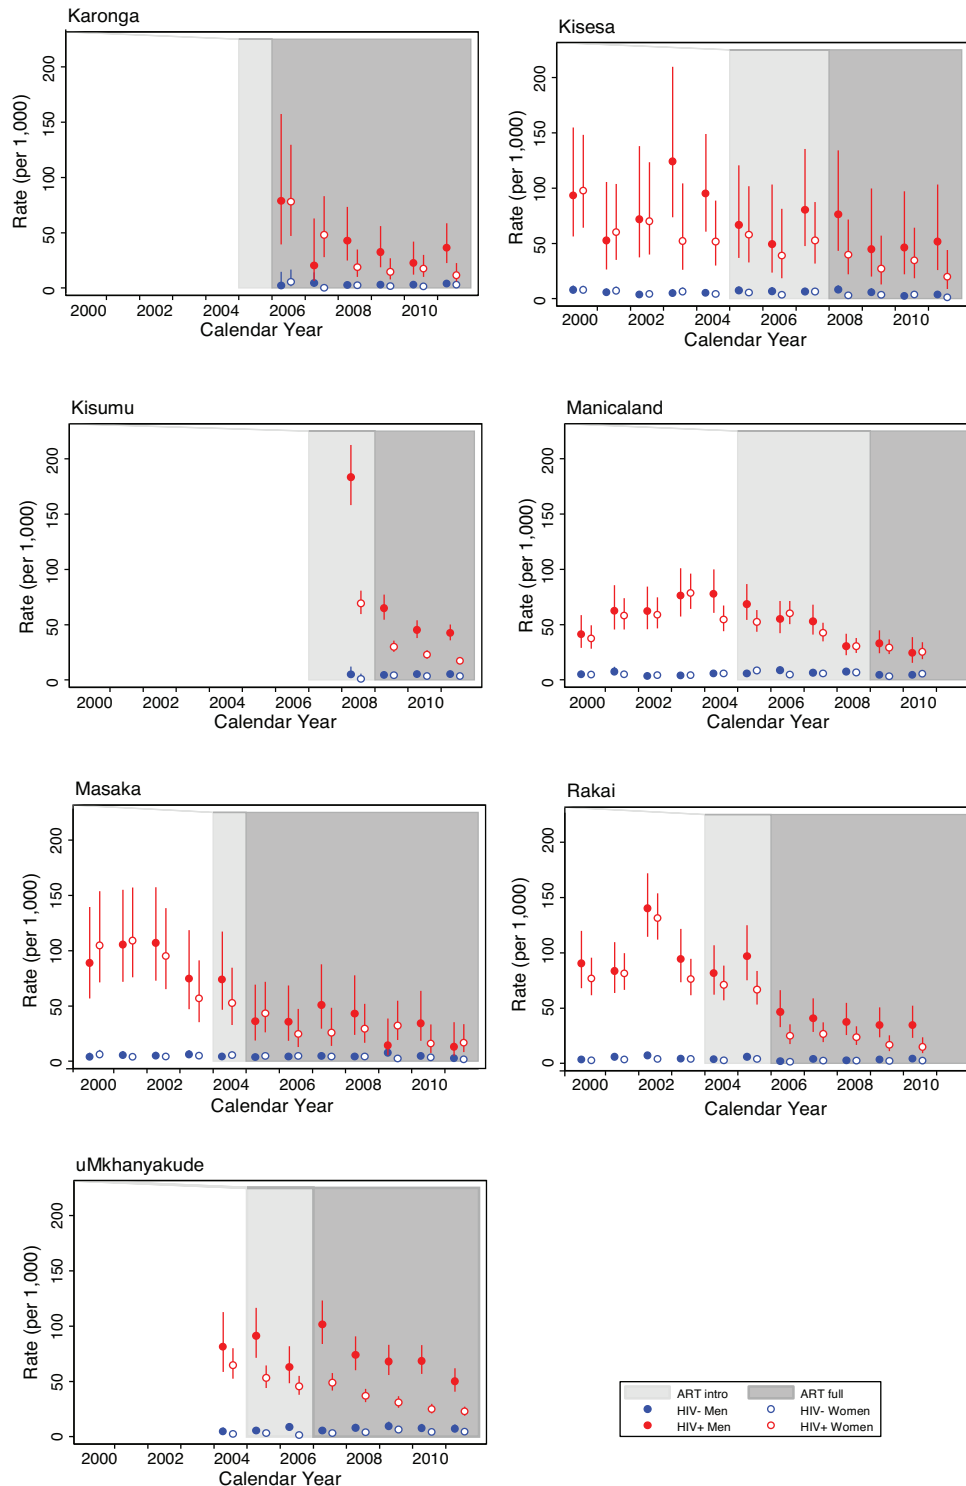 Karonga
Rate (per 1,000)
200
150
100
50
0
2000 2002 2004 2006 2008 2010
Calendar Year
Kisesa
Rate (per 1,000)
200
150
100
50
0
2000 2002 2004 2006 2008 2010
Calendar Year
Kisumu
Rate (per 1,000)
200
150
100
50
0
2000 2002 2004 2006 2008 2010
Calendar Year
Manicaland
Rate (per 1,000)
200
150
100
50
0
2000 2002 2004 2006 2008 2010
Calendar Year
Masaka
Rate (per 1,000)
200
150
100
50
0
2000 2002 2004 2006 2008 2010
Calendar Year
Rakai
Rate (per 1,000)
200
150
100
50
0
2000 2002 2004 2006 2008 2010
Calendar Year
uMkhanyakude
Rate (per 1,000)
200
150
100
50
0
2000 2002 2004 2006 2008 2010
Calendar Year
ART intro ART full
HIV- Men HIV- Women
HIV+ Men HIV+ Women